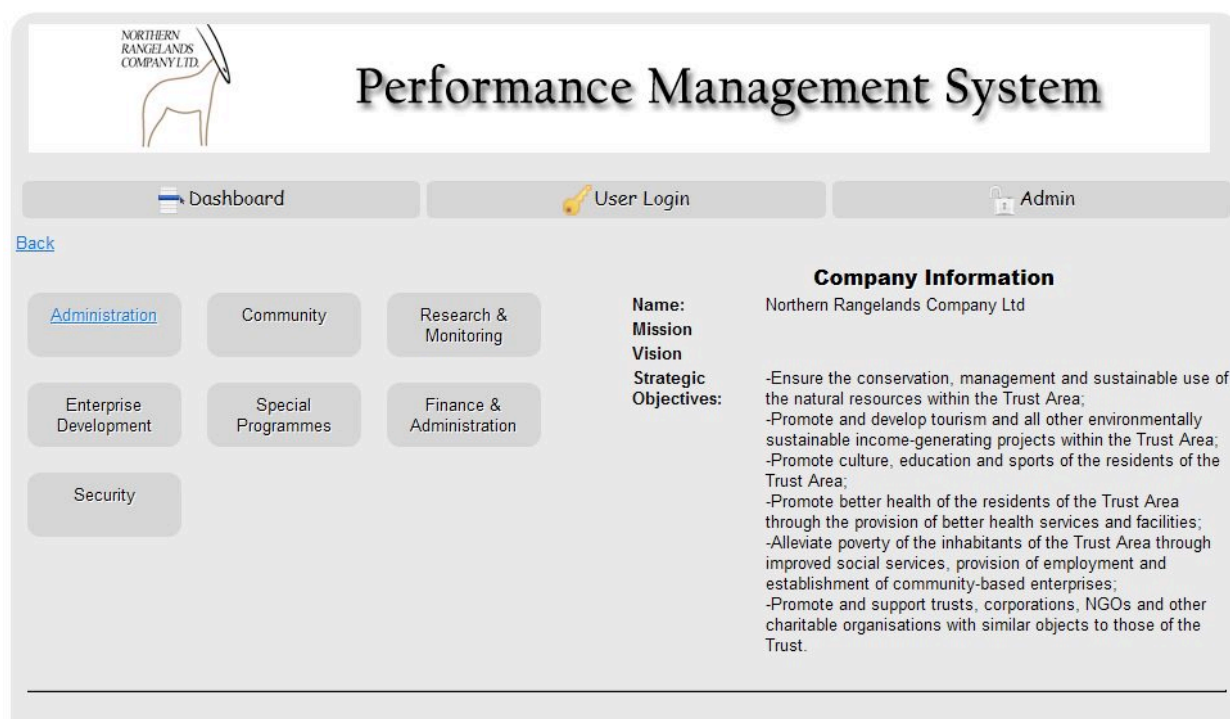 NORTHERN
RANGELANDS
COMPANY LTD.
Performance Management System
Dashboard
User Login
Admin
Back
Administration
Community
Research &
Monitoring
Enterprise
Development
Special
Programmes
Finance &
Administration
Security
Company Information
Name: Northern Rangelands Company Ltd
Mission
Vision
Strategic
Objectives:
-Ensure the conservation, management and sustainable use of
the natural resources within the Trust Area;
-Promote and develop tourism and all other environmentally
sustainable income-generating projects within the Trust Area;
-Promote culture, education and sports of the residents of the
Trust Area;
-Promote better health of the residents of the Trust Area
through the provision of better health services and facilities;
-Alleviate poverty of the inhabitants of the Trust Area through
improved social services, provision of employment and
establishment of community-based enterprises;
-Promote and support trusts, corporations, NGOs and other
charitable organisations with similar objects to those of the
Trust.